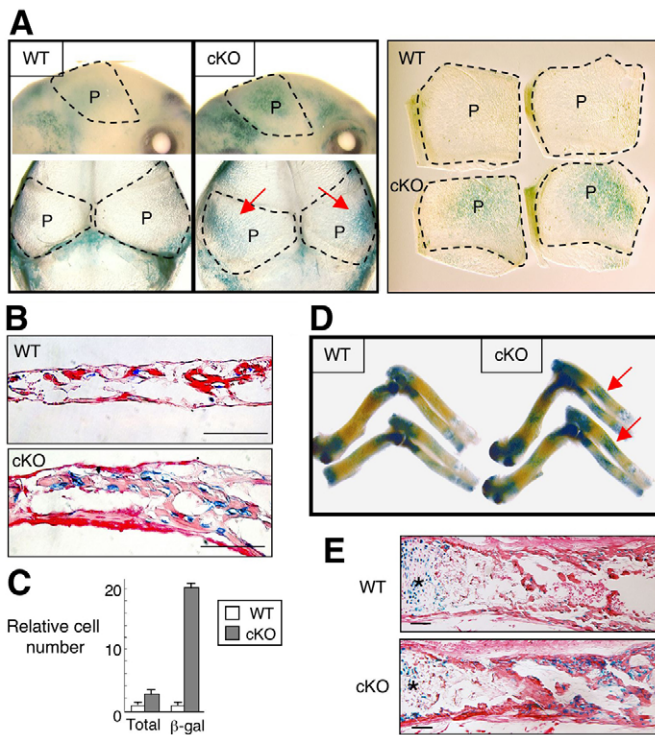 A
WT
cKO
P
P
P
P
P
P
WT
P
P
cKO
P
P
B
WT
cKO
C
Relative cell
number
20
10
0
WT
cKO
Total
β-gal
D
WT
cKO
E
WT
*
cKO
*